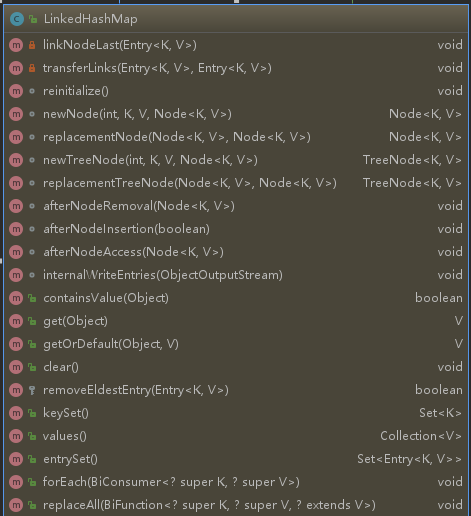 LinkedHashMap
linkNodeLast(Entry<K, V>) void
transferLinks(Entry<K, V>, Entry<K, V>) void
reinitialize() void
newNode(int, K, V, Node<K, V>) Node<K, V>
replacementNode(Node<K, V>, Node<K, V>) Node<K, V>
newTreeNode(int, K, V, Node<K, V>) TreeNode<K, V>
replacementTreeNode(Node<K, V>, Node<K, V>) TreeNode<K, V>
afterNodeRemoval(Node<K, V>) void
afterNodeInsertion(boolean) void
afterNodeAccess(Node<K, V>) void
internalWriteEntries(ObjectOutputStream) void
containsValue(Object) boolean
get(Object) V
getOrDefault(Object, V) V
clear() void
removeEldestEntry(Entry<K, V>) boolean
keySet() Set<K>
values() Collection<V>
entrySet() Set<Entry<K, V>>
forEach(BiConsumer<? super K, ? super V>) void
replaceAll(BiFunction<? super K, ? super V, ? extends V>) void